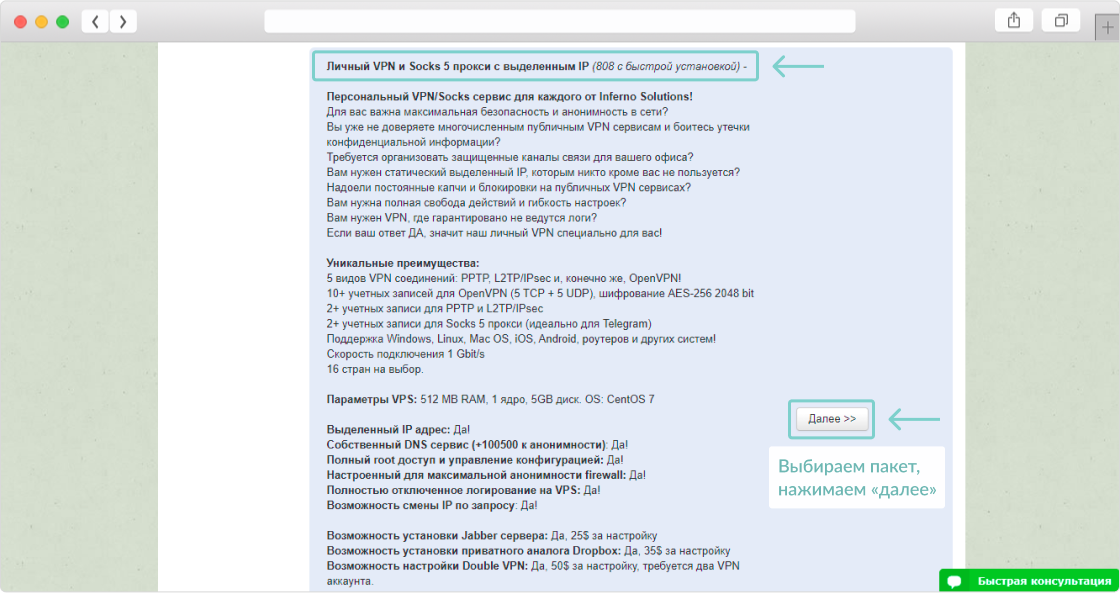 Личный VPN и Socks 5 прокси с выделенным IP (808 с быстрой установкой) -
Персональный VPN/Socks сервис для каждого от Inferno Solutions!
Для вас важна максимальная безопасность и анонимность в сети?
Вы уже не доверяете многочисленным публичным VPN сервисам и боитесь утечки
конфиденциальной информации?
Требуется организовать защищенные каналы связи для вашего офиса?
Вам нужен статический выделенный IP, которым никто кроме вас не пользуется?
Надоели постоянные капчи и блокировки на публичных VPN сервисах?
Вам нужна полная свобода действий и гибкость настроек?
Вам нужен VPN, где гарантировано не ведутся логи?
Если ваш ответ ДА, значит наш личный VPN специально для вас!
Уникальные преимущества:
5 видов VPN соединений: PPTP, L2TP/IPsec и, конечно же, OpenVPN!
10+ учетных записей для OpenVPN (5 TCP + 5 UDP), шифрование AES-256 2048 bit
2+ учетных записи для PPTP и L2TP/IPsec
2+ учетных записи для Socks 5 прокси (идеально для Telegram)
Поддержка Windows, Linux, Mac OS, iOS, Android, роутеров и других систем!
Скорость подключения 1 Gbit/s
16 стран на выбор.
Параметры VPS: 512 MB RAM, 1 ядро, 5GB диск. OS: CentOS 7
Выделенный IP адрес: Да!
Собственный DNS сервис (+100500 к анонимности): Да!
Полный root доступ и управление конфигурацией: Да!
Настроенный для максимальной анонимности firewall: Да!
Полностью отключенное логирование на VPS: Да!
Возможность смены IP по запросу: Да!
Возможность установки Jabber сервера: Да, 25$ за настройку
Возможность установки приватного аналога Dropbox: Да, 35$ за настройку
Возможность настройки Double VPN: Да, 50$ за настройку, требуется два VPN
аккаунта.
Далее >>
Выбираем пакет,
нажимаем «далее»
Быстрая консультация